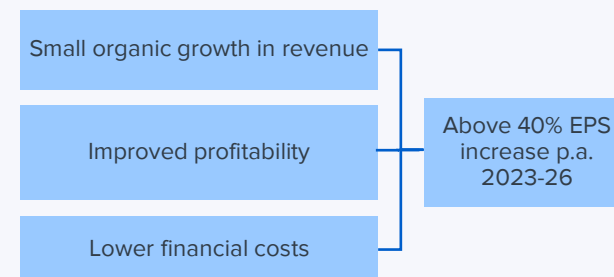 Small organic growth in revenue
Improved profitability
Lower financial costs
Above 40% EPS
increase p.a.
2023-26